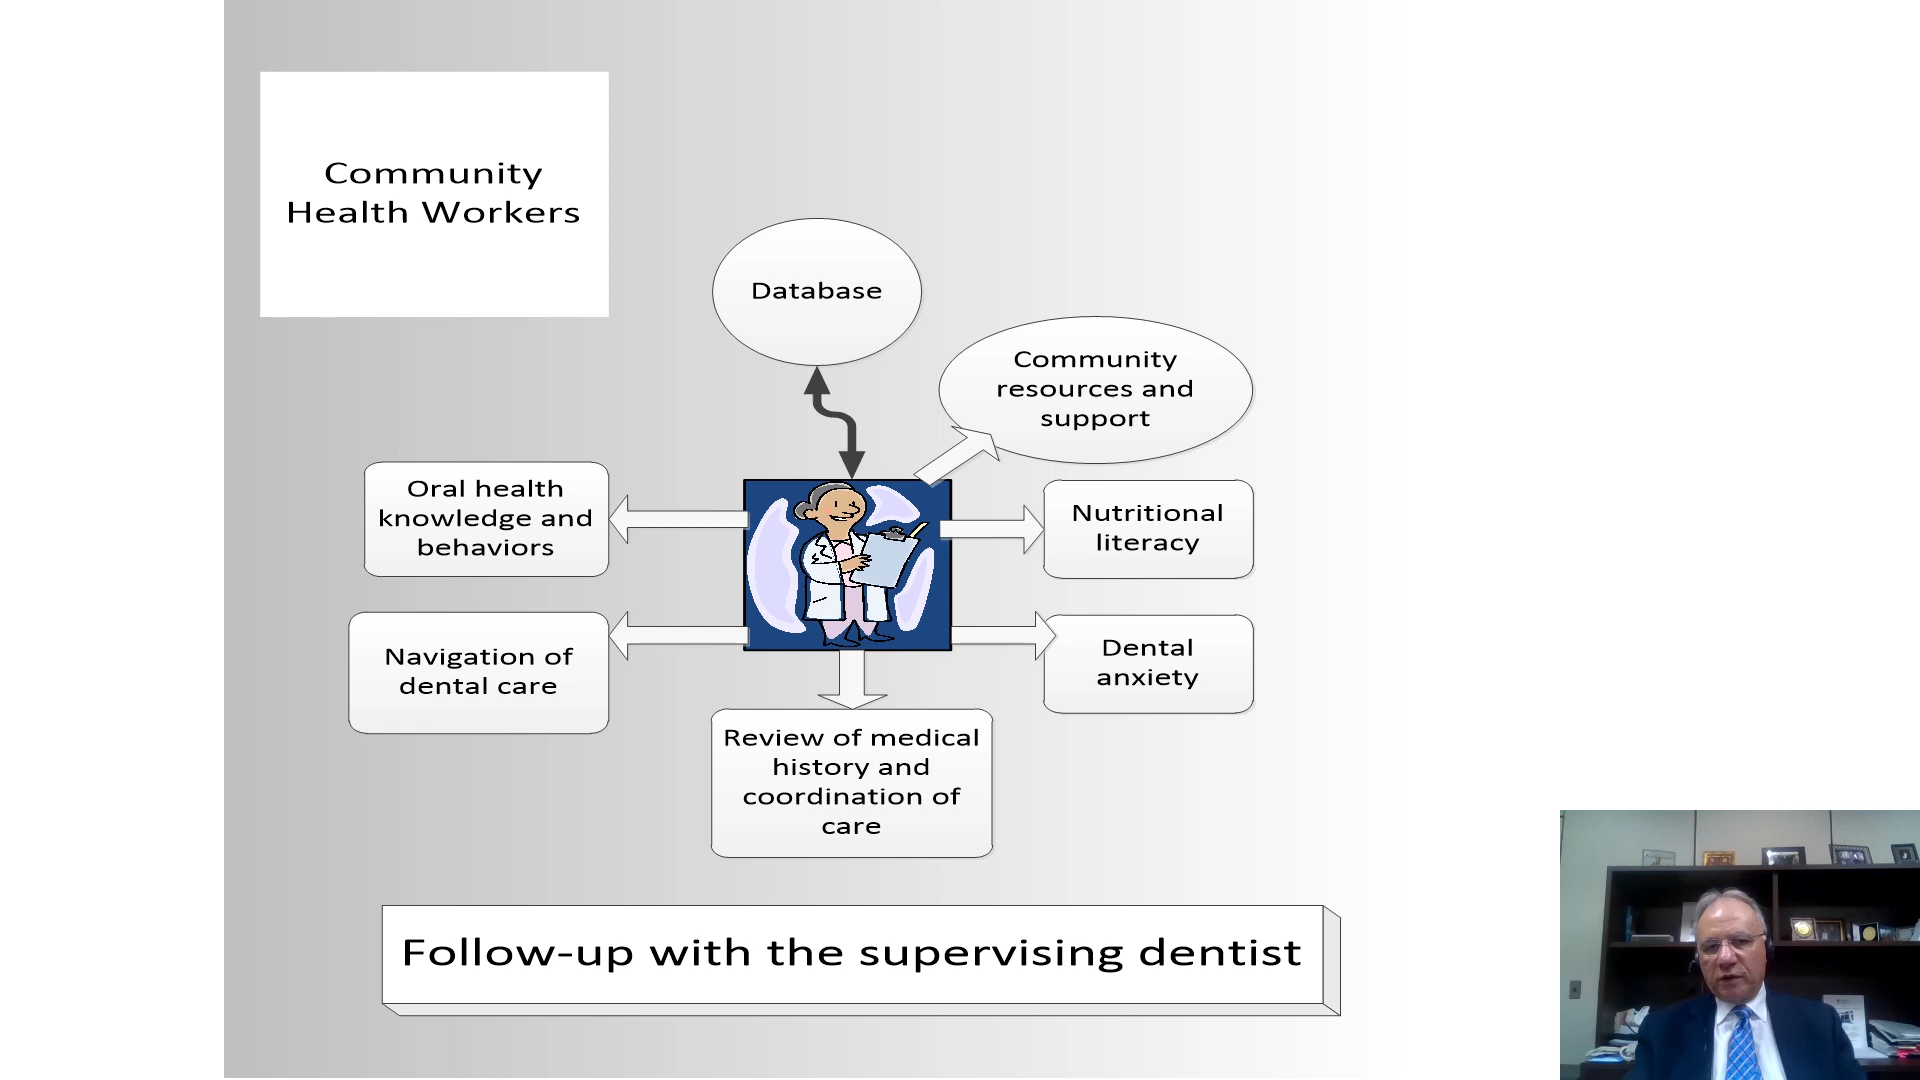 Community
Health Workers
Database
Community
resources and
support
Oral health
knowledge and
behaviors
Nutritional
literacy
Navigation of
dental care
Dental
anxiety
Review of medical
history and
coordination of
care
Follow-up with the supervising dentist